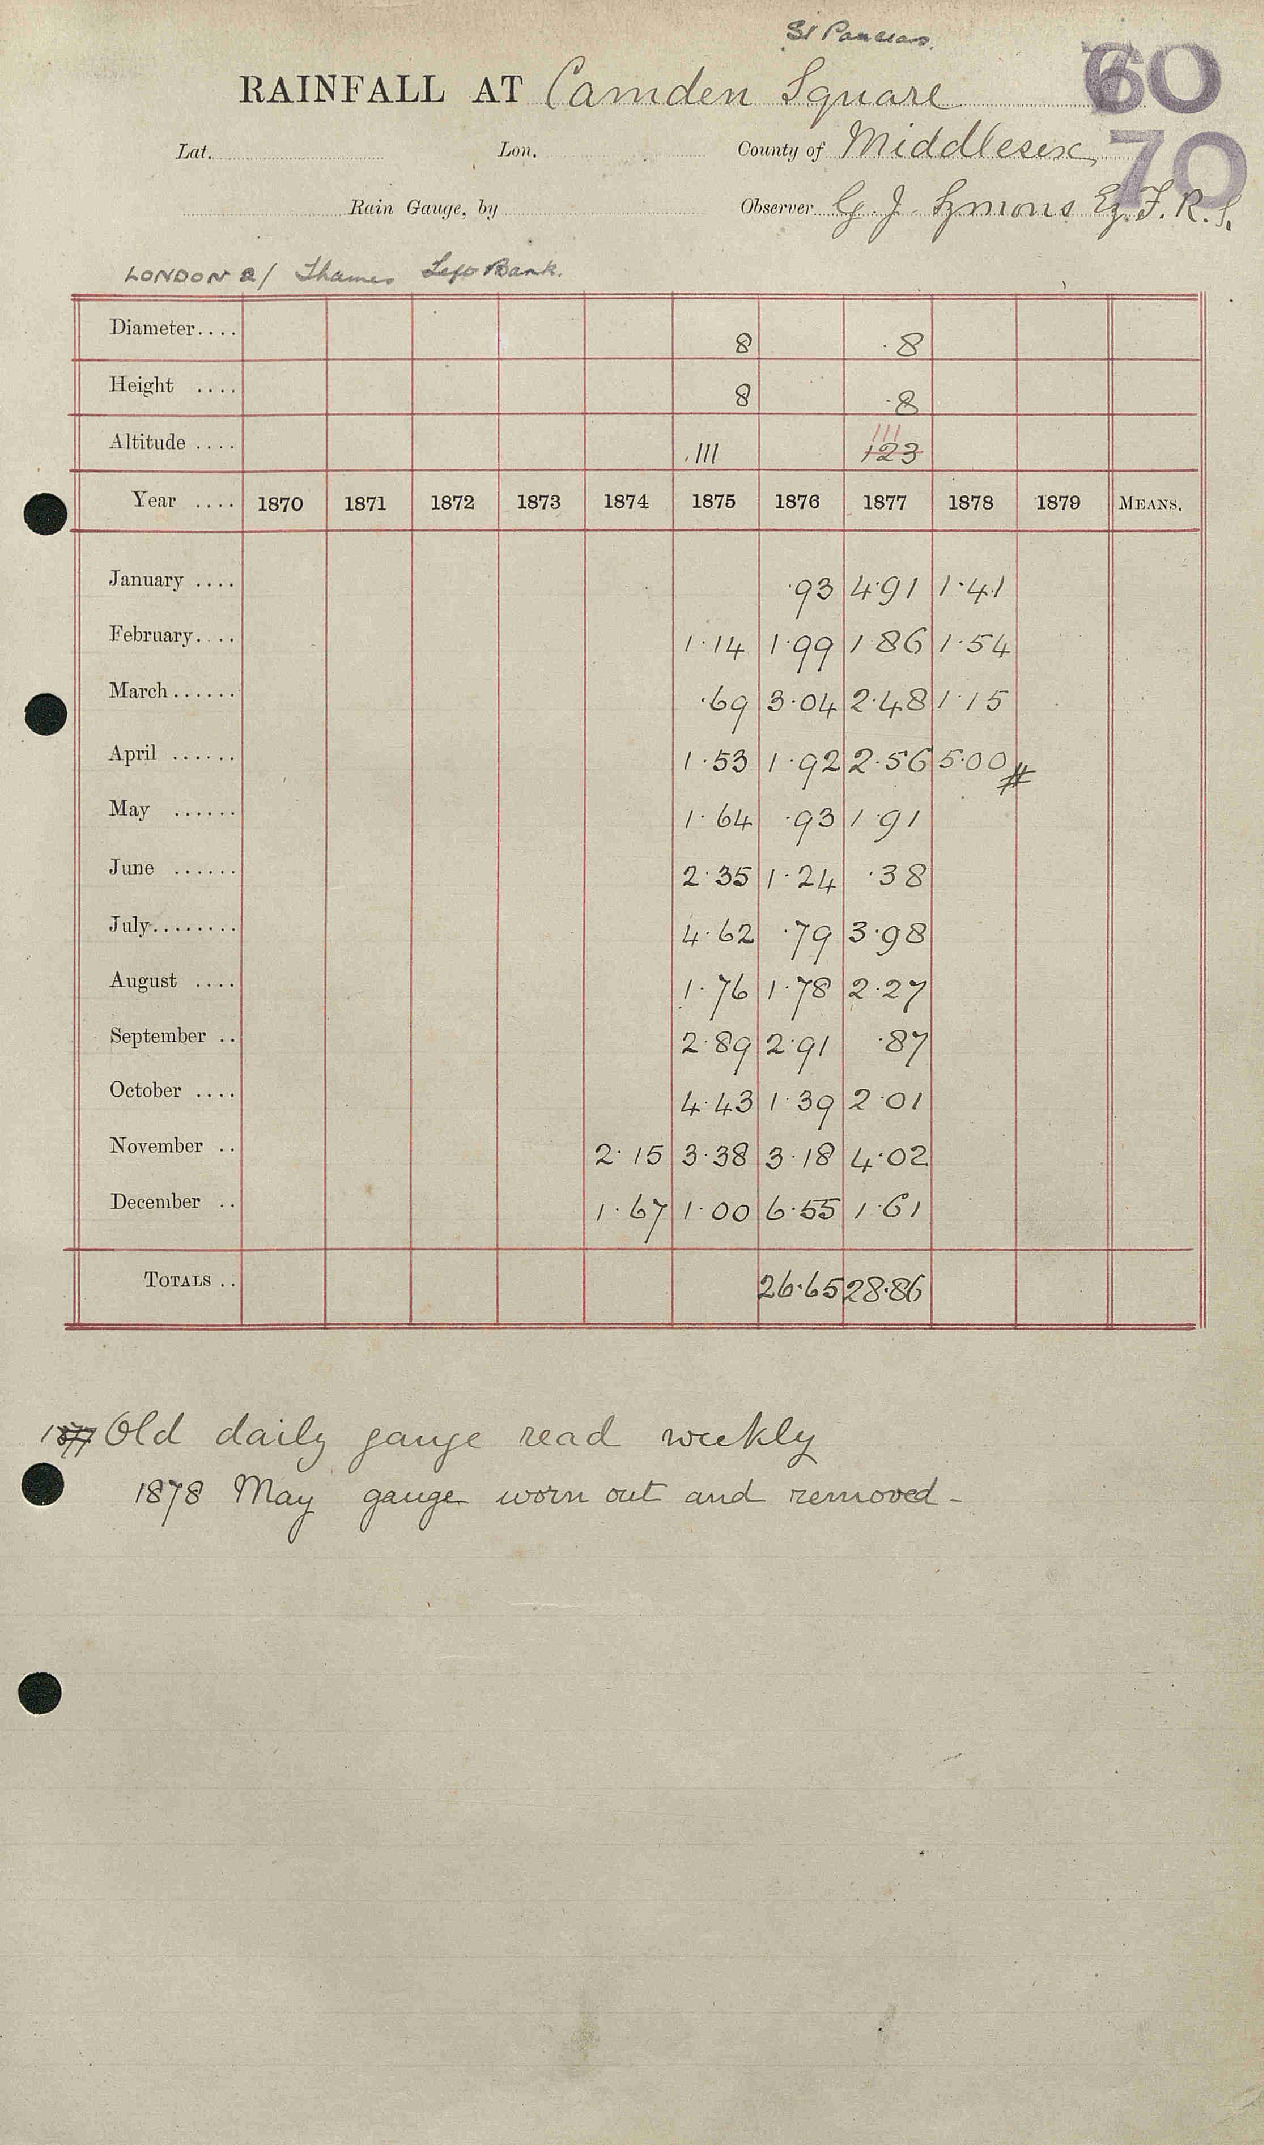 St Pancras.
RAINFALL AT Camden Square 60
70
Lat. Lon. County of Middlesex
Rain Gauge, by Observer G. J. Symons Esq. F. R. S.
LONDON 2/ Thames Left Bank.
Diameter.... 8 .8
Height .... 8 .8
111
Altitude .... .111 123
Year .... 1870 1871 1872 1873 1874 1875 1876 1877 1878 1879 MEANS.
January .... ·93 4·91 1·41
February.... 1·14 1·99 1·86 1·54
March...... ·69 3·04 2·48 1·15
April ...... 1·53 1·92 2·56 5·00 #
May ...... 1·64 ·93 1·91
June ...... 2·35 1·24 ·38
July........ 4·62 ·79 3·98
August .... 1·76 1·78 2·27
September .. 2·89 2·91 ·87
October .... 4·43 1·39 2·01
November .. 2·15 3·38 3·18 4·02
December .. 1·67 1·00 6·55 1·61
TOTALS .. 26·65 28·86
1877 Old daily gauge read weekly
1878 May gauge worn out and removed -